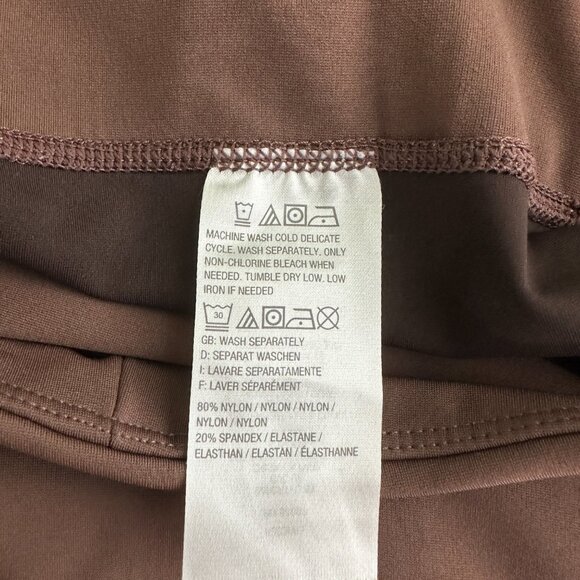 MACHINE WASH COLD DELICATE
CYCLE. WASH SEPARATELY. ONLY
NON-CHLORINE BLEACH WHEN
NEEDED. TUMBLE DRY LOW. LOW
IRON IF NEEDED
30
GB: WASH SEPARATELY
D: SEPARAT WASCHEN
I: LAVARE SEPARATAMENTE
F: LAVER SÉPARÉMENT
80% NYLON / NYLON / NYLON /
NYLON / NYLON
20% SPANDEX / ELASTANE /
ELASTHAN / ELASTAN / ÉLASTHANNE